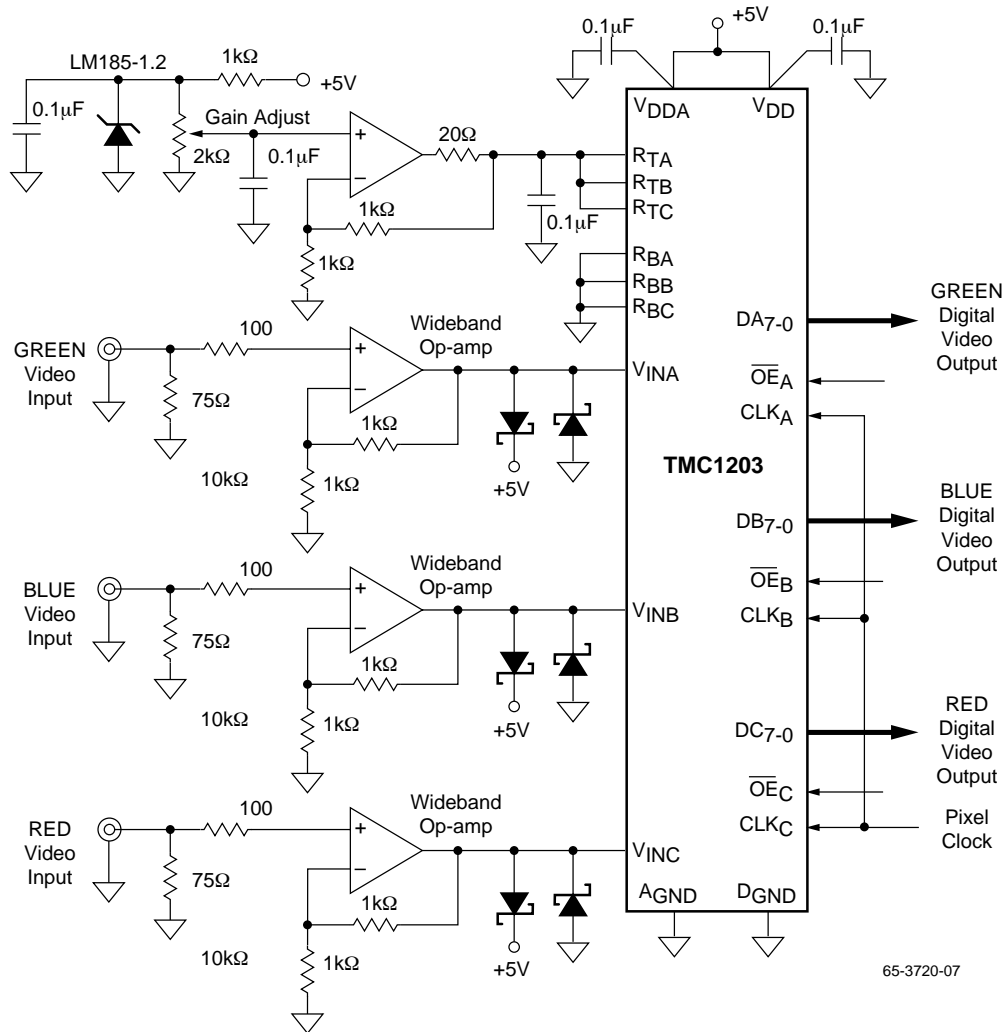 +5V
0.1µF
0.1µF
LM185-1.2
1kΩ
+5V
0.1µF
Gain Adjust
2kΩ
0.1µF
+
–
20Ω
1kΩ
1kΩ
0.1µF
VDDA
VDD
RTA
RTB
RTC
RBA
RBB
RBC
GREEN
Video
Input
100
75Ω
10kΩ
Wideband
Op-amp
+
–
1kΩ
1kΩ
+5V
VINA
DA7-0
GREEN
Digital
Video
Output
OEA
CLKA
TMC1203
BLUE
Video
Input
100
75Ω
10kΩ
Wideband
Op-amp
+
–
1kΩ
1kΩ
+5V
VINB
DB7-0
BLUE
Digital
Video
Output
OEB
CLKB
RED
Video
Input
100
75Ω
10kΩ
Wideband
Op-amp
+
–
1kΩ
1kΩ
+5V
VINC
DC7-0
RED
Digital
Video
Output
OEC
CLKC
Pixel
Clock
AGND
DGND
65-3720-07